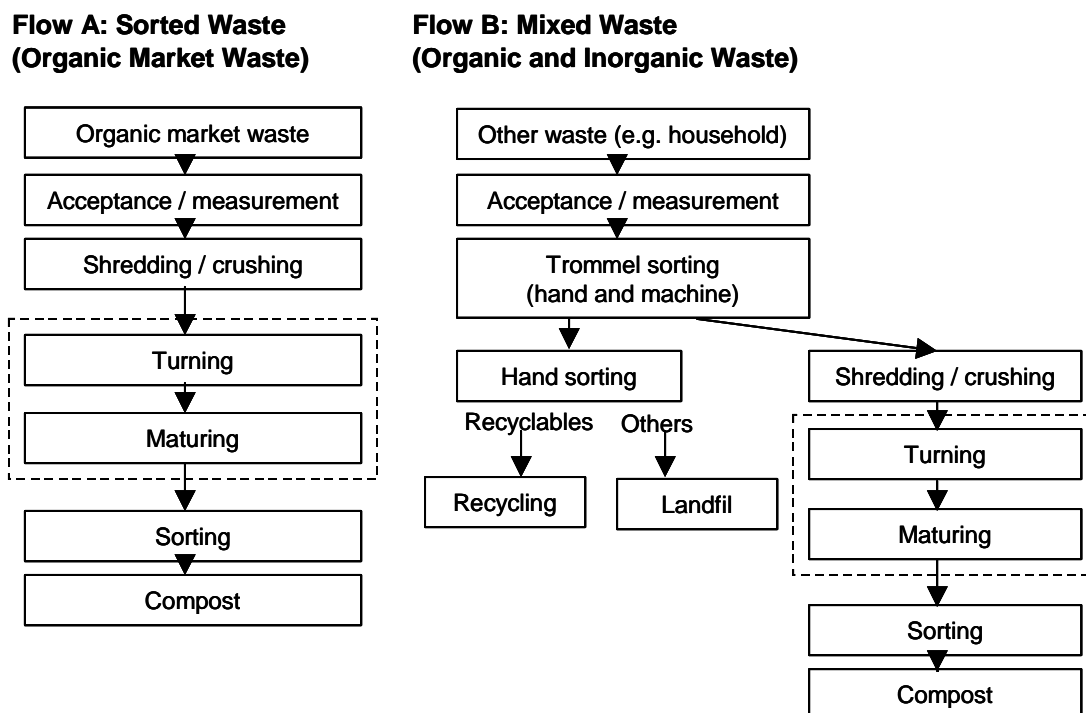 Flow A: Sorted Waste
(Organic Market Waste)
Organic market waste
Acceptance / measurement
Shredding / crushing
Turning
Maturing
Sorting
Compost
Flow B: Mixed Waste
(Organic and Inorganic Waste)
Other waste (e.g. household)
Acceptance / measurement
Trommel sorting
(hand and machine)
Hand sorting
Recyclables
Others
Recycling
Landfil
Shredding / crushing
Turning
Maturing
Sorting
Compost